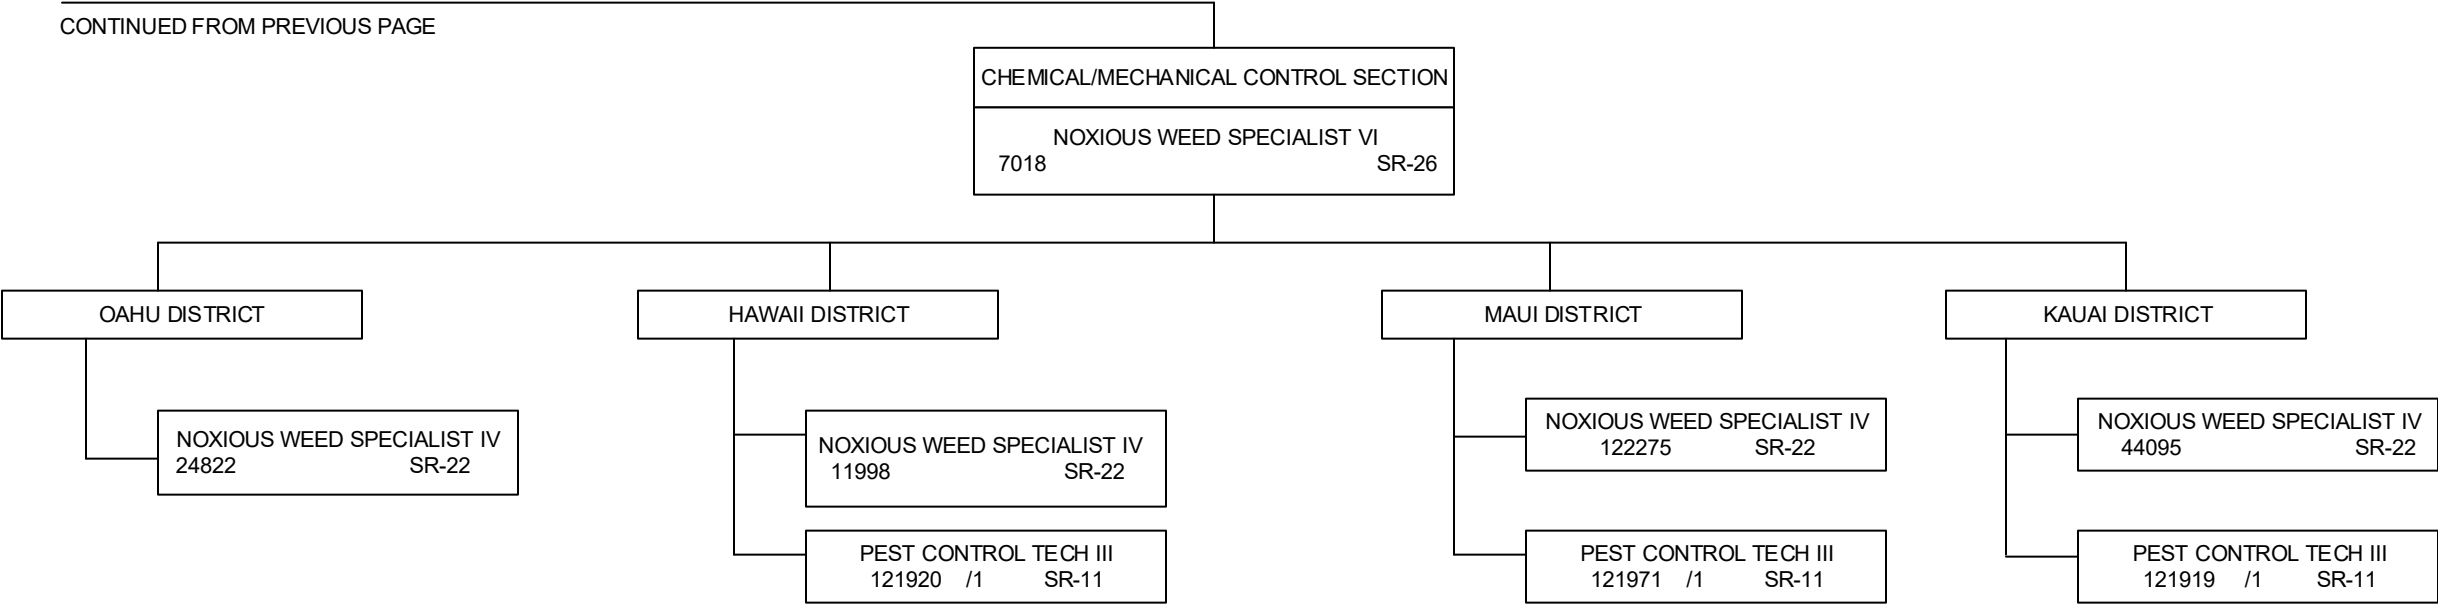 CONTINUED FROM PREVIOUS PAGE
CHEMICAL/MECHANICAL CONTROL SECTION
NOXIOUS WEED SPECIALIST VI
7018 SR-26
OAHU DISTRICT
NOXIOUS WEED SPECIALIST IV
24822 SR-22
HAWAII DISTRICT
NOXIOUS WEED SPECIALIST IV
11998 SR-22
PEST CONTROL TECH III
121920 /1 SR-11
MAUI DISTRICT
NOXIOUS WEED SPECIALIST IV
122275 SR-22
PEST CONTROL TECH III
121971 /1 SR-11
KAUAI DISTRICT
NOXIOUS WEED SPECIALIST IV
44095 SR-22
PEST CONTROL TECH III
121919 /1 SR-11